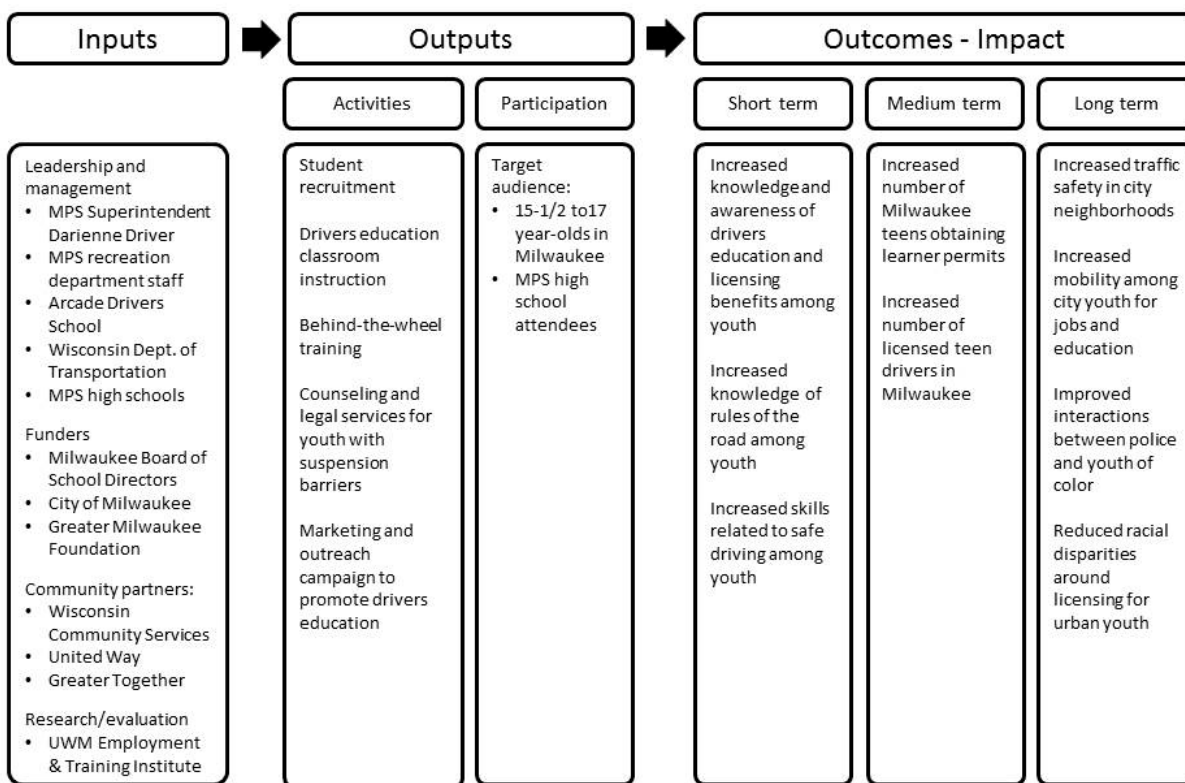 Inputs
Outputs
Outcomes - Impact
Activities
Participation
Short term
Medium term
Long term
Leadership and
management
• MPS Superintendent
Darienne Driver
• MPS recreation
department staff
• Arcade Drivers
School
• Wisconsin Dept. of
Transportation
• MPS high schools
Funders
• Milwaukee Board of
School Directors
• City of Milwaukee
• Greater Milwaukee
Foundation
Community partners:
• Wisconsin
Community Services
• United Way
• Greater Together
Research/evaluation
• UWM Employment
& Training Institute
Student
recruitment
Drivers education
classroom
instruction
Behind-the-wheel
training
Counseling and
legal services for
youth with
suspension
barriers
Marketing and
outreach
campaign to
promote drivers
education
Target
audience:
• 15-1/2 to17
year-olds in
Milwaukee
• MPS high
school
attendees
Increased
knowledge and
awareness of
drivers
education and
licensing
benefits among
youth
Increased
knowledge of
rules of the
road among
youth
Increased skills
related to safe
driving among
youth
Increased
number of
Milwaukee
teens obtaining
learner permits
Increased
number of
licensed teen
drivers in
Milwaukee
Increased traffic
safety in city
neighborhoods
Increased
mobility among
city youth for
jobs and
education
Improved
interactions
between police
and youth of
color
Reduced racial
disparities
around
licensing for
urban youth